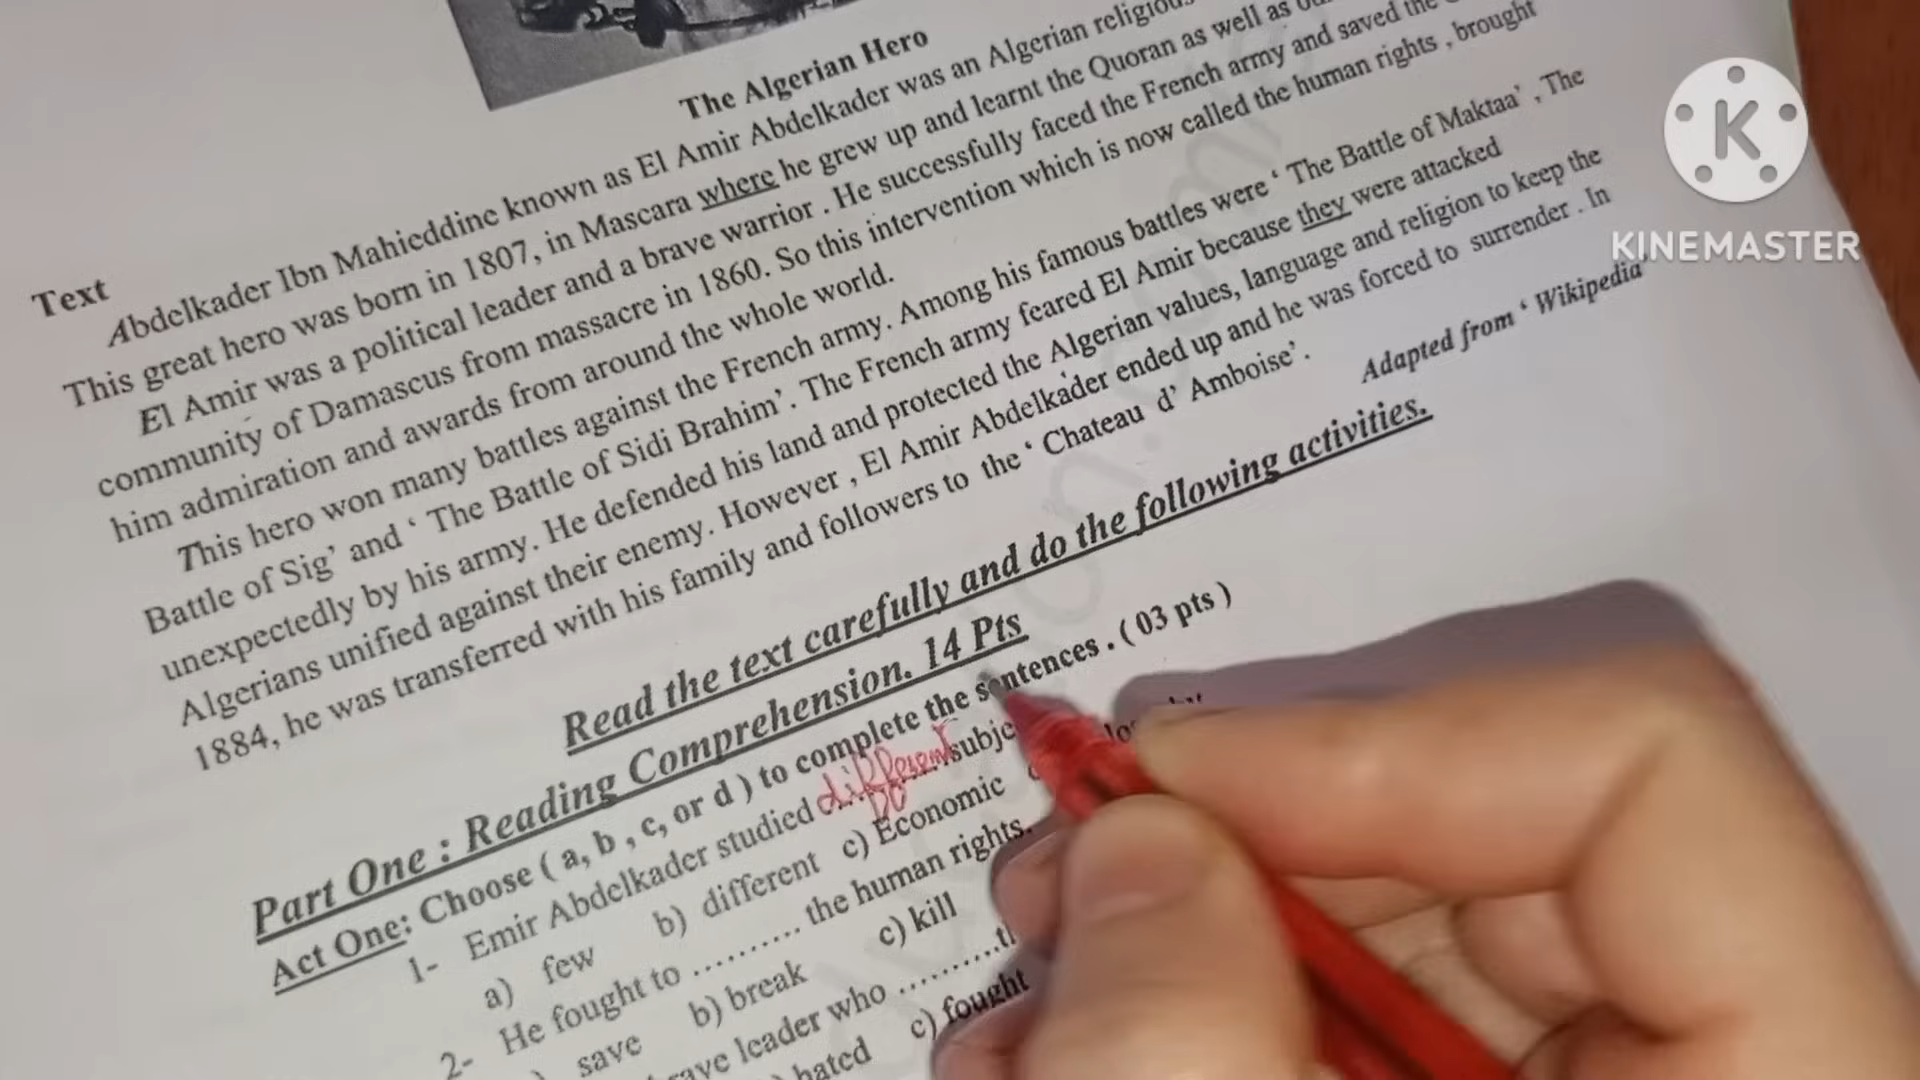 The Algerian Hero
Text
Abdelkader Ibn Mahieddine known as El Amir Abdelkader was an Algerian religious
This great hero was born in 1807, in Mascara where he grew up and learnt the Quoran as well as
El Amir was a political leader and a brave warrior . He successfully faced the French army and saved the
community of Damascus from massacre in 1860. So this intervention which is now called the human rights , brought
him admiration and awards from around the whole world.
This hero won many battles against the French army. Among his famous battles were ‘ The Battle of Maktaa’ , The
Battle of Sig’ and ‘ The Battle of Sidi Brahim’. The French army feared El Amir because they were attacked
unexpectedly by his army. He defended his land and protected the Algerian values, language and religion to keep the
Algerians unified against their enemy. However , El Amir Abdelkader ended up and he was forced to surrender . In
1884, he was transferred with his family and followers to the ‘ Chateau d’ Amboise’.
Adapted from ‘ Wikipedia’
Read the text carefully and do the following activities.
Part One : Reading Comprehension. 14 Pts
Act One: Choose ( a, b , c, or d ) to complete the sentences . ( 03 pts )
1- Emir Abdelkader studied different subje
a) few b) different c) Economic
2- He fought to .......... the human rights.
save b) break c) kill
leader who ..........
hated c) fought
K
KINEMASTER